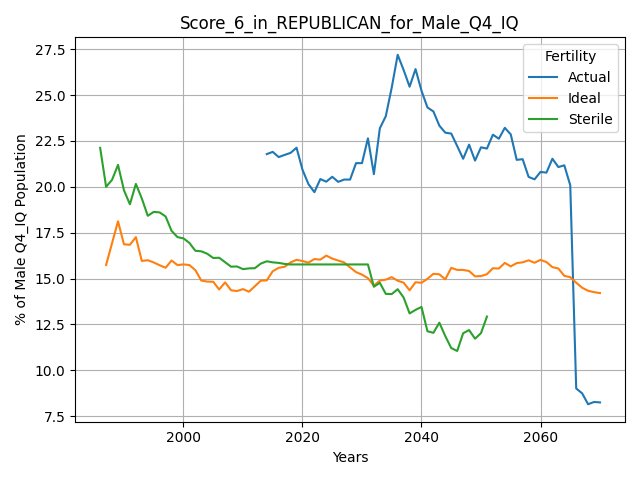 Score_6_in_REPUBLICAN_for_Male_Q4_IQ
Fertility
Actual
Ideal
Sterile
% of Male Q4_IQ Population
27.5
25.0
22.5
20.0
17.5
15.0
12.5
10.0
7.5
2000
2020
2040
2060
Years